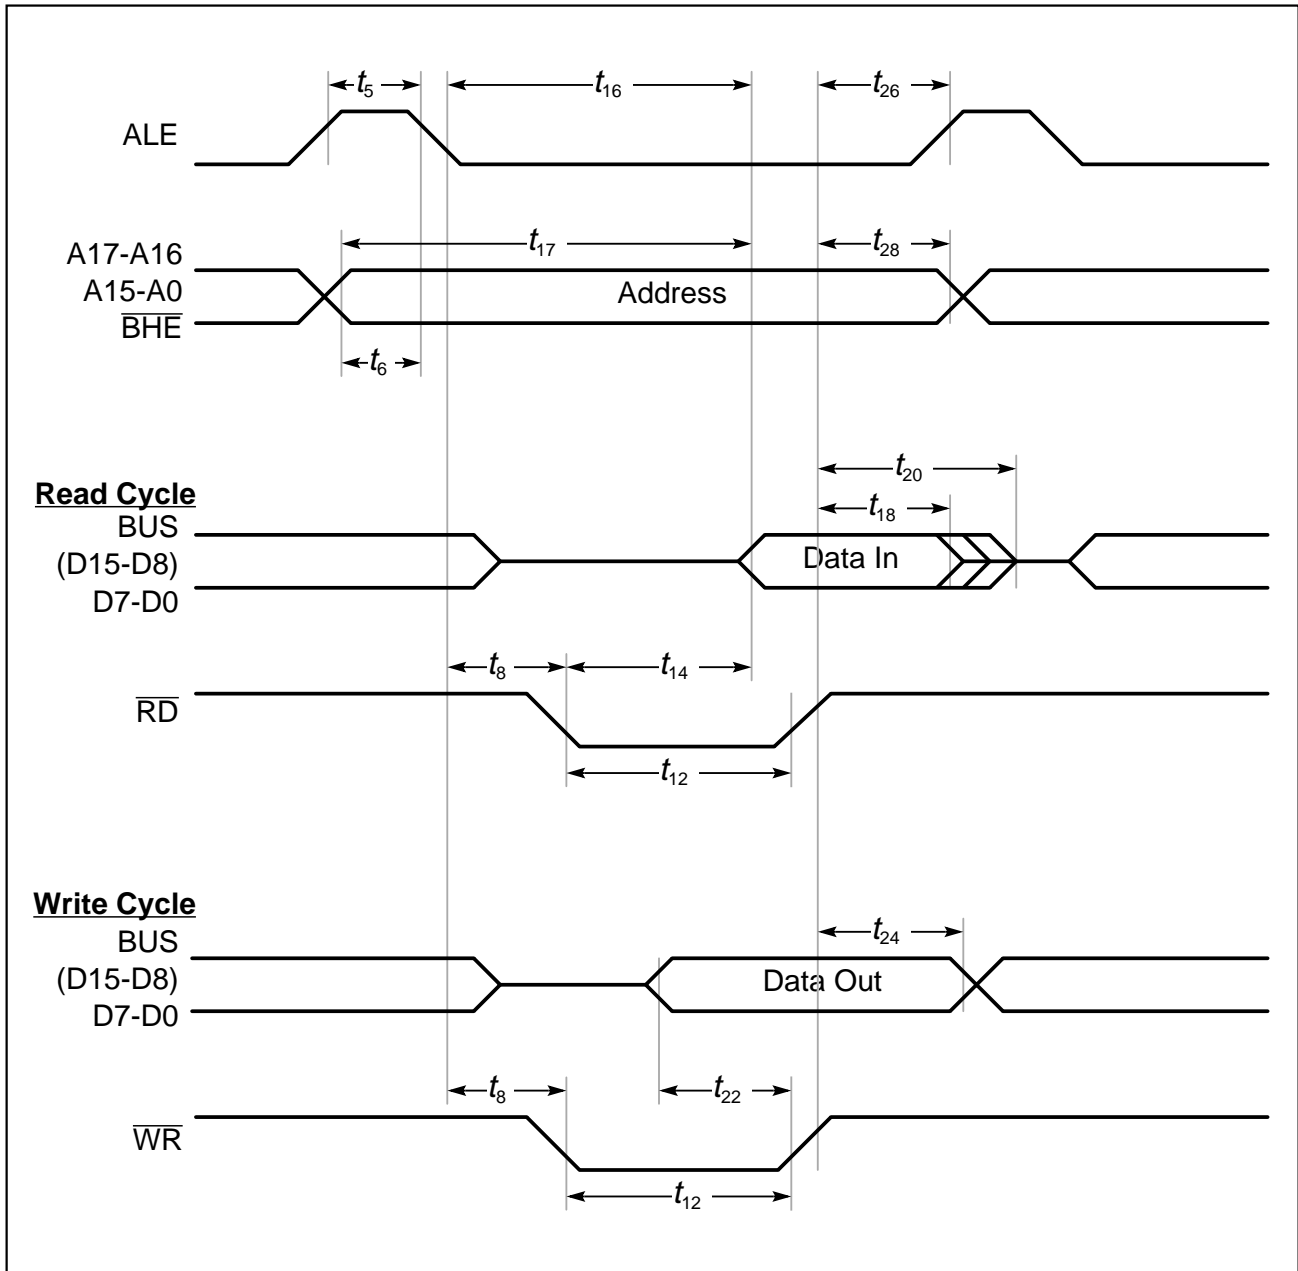 t5
t16
t26
ALE
A17-A16
t17
t28
A15-A0
Address
BHE
t6
t20
Read Cycle
t18
BUS
(D15-D8)
Data In
D7-D0
t8
t14
RD
t12
Write Cycle
t24
BUS
(D15-D8)
Data Out
D7-D0
t8
t22
WR
t12